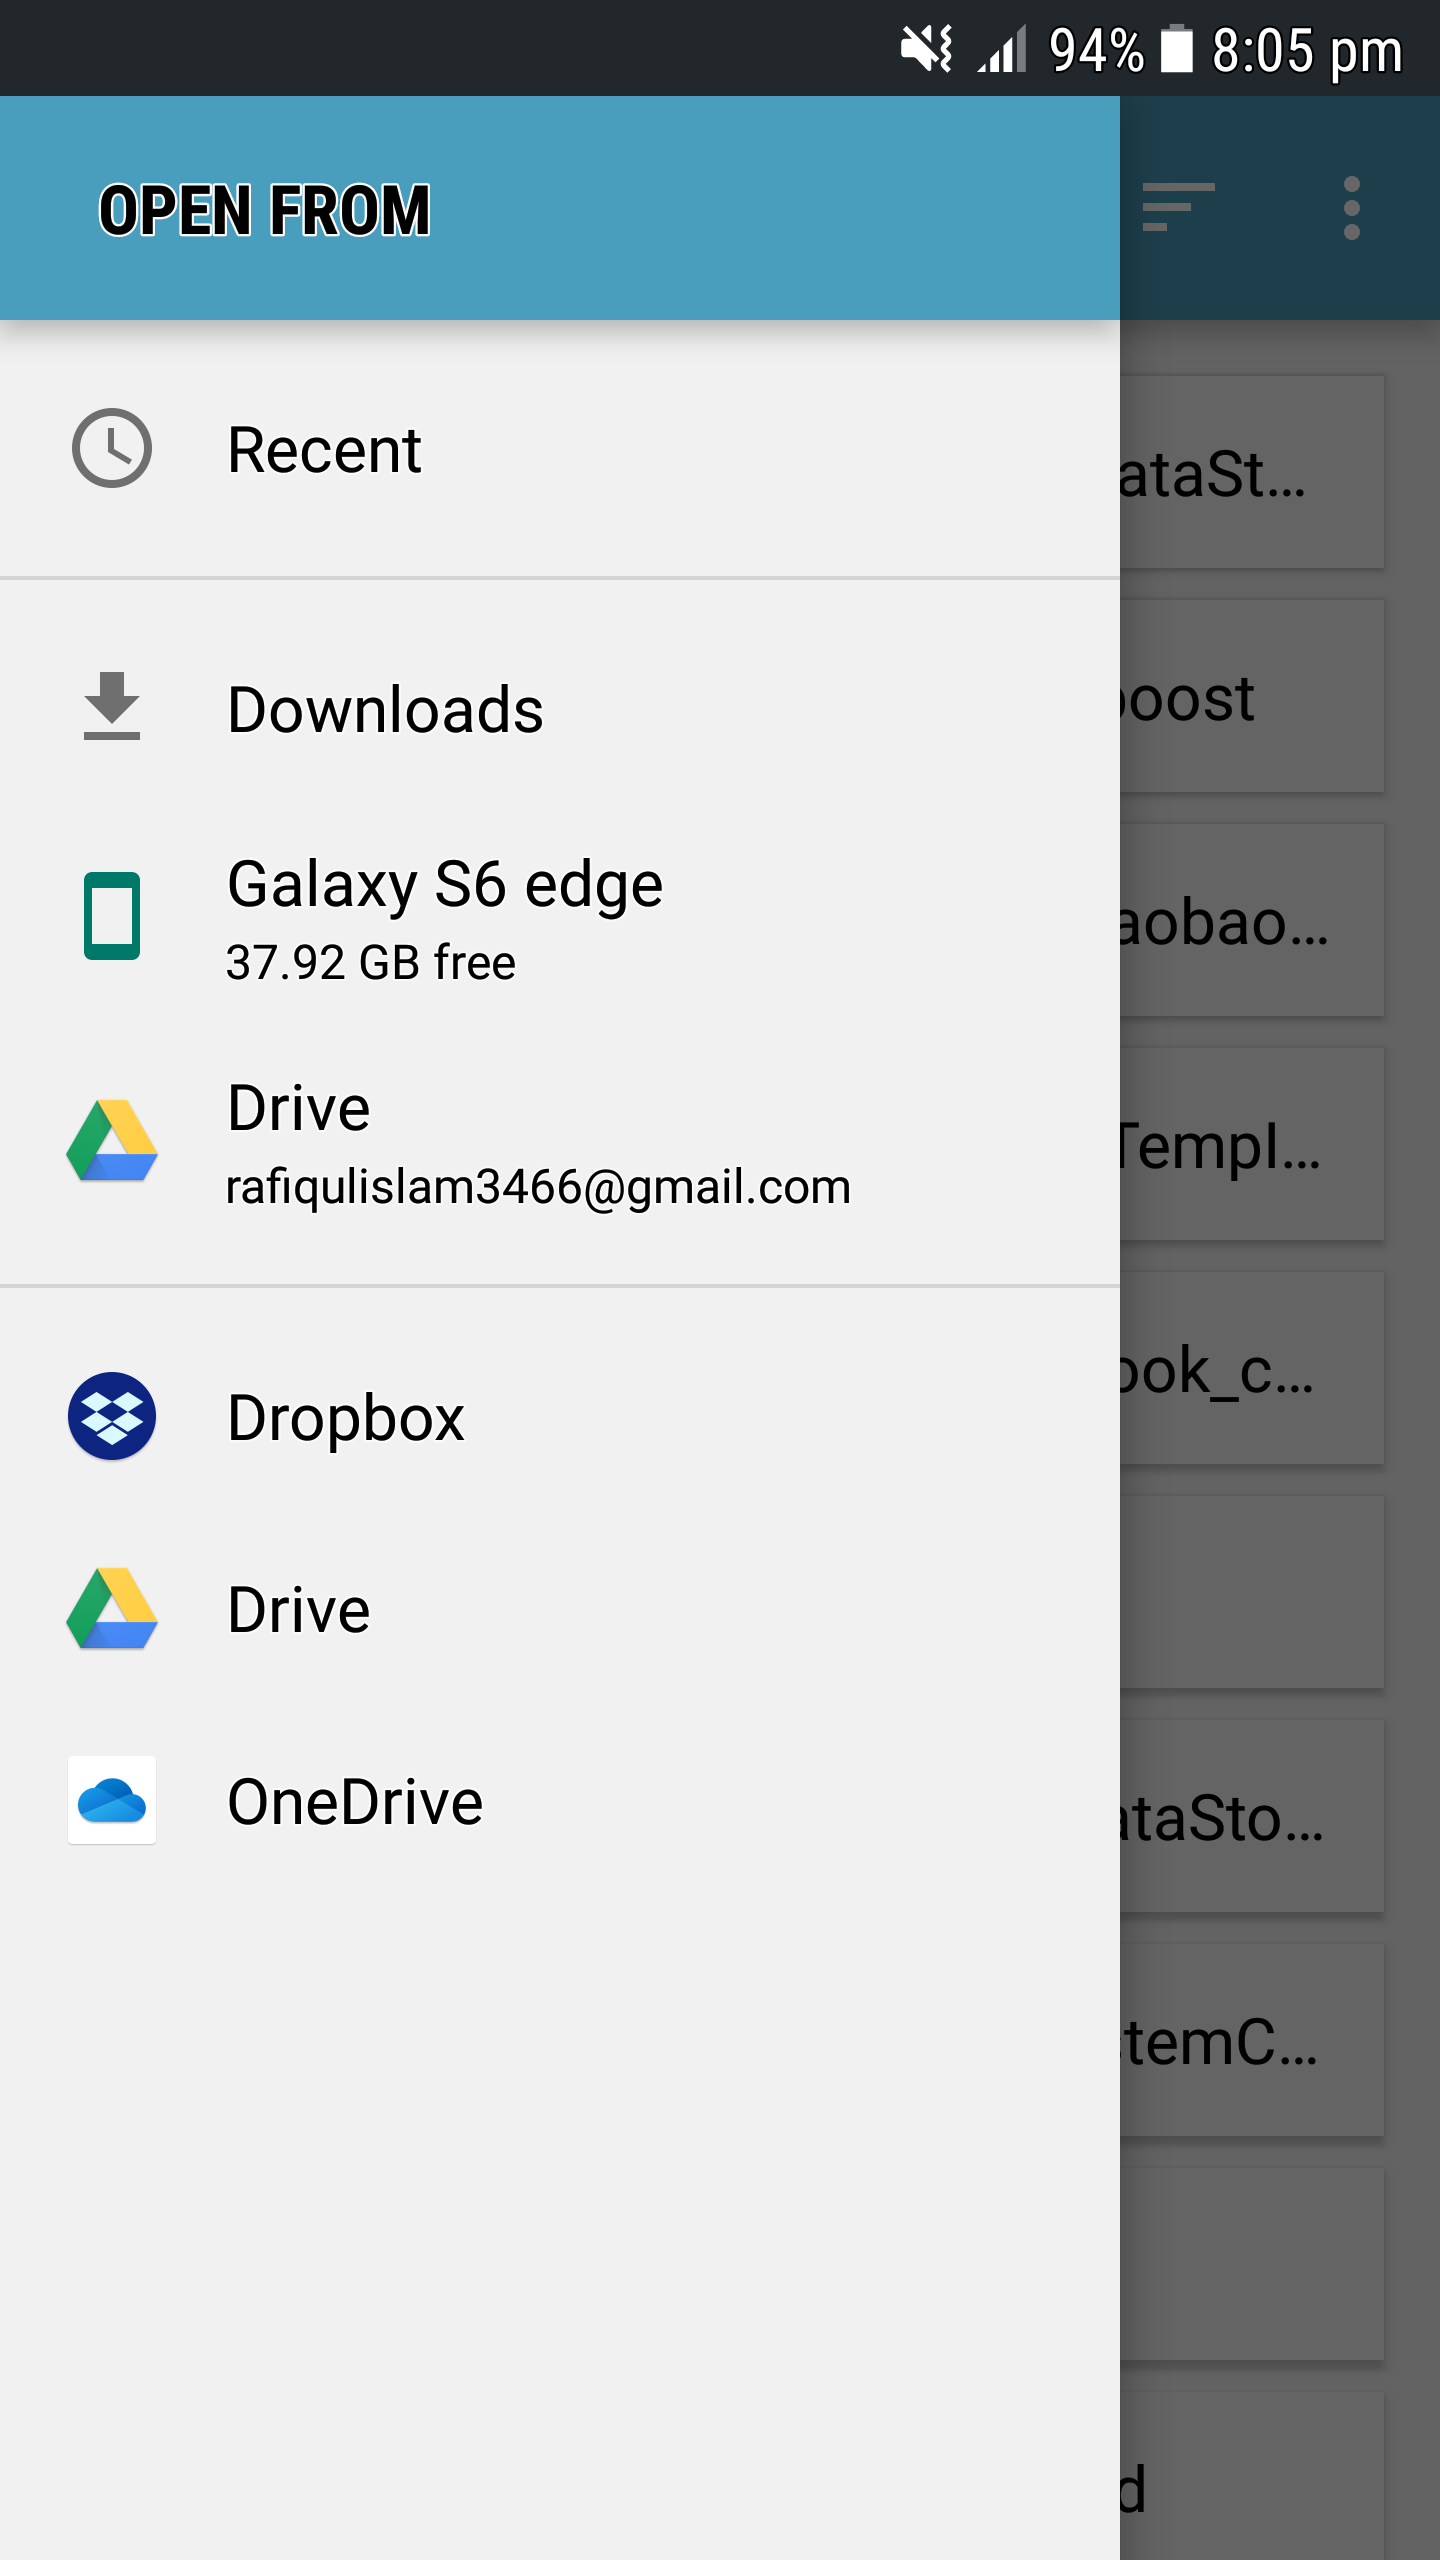 94% 8:05 pm
OPEN FROM
Recent
Downloads
Galaxy S6 edge
37.92 GB free
Drive
rafiqulislam3466@gmail.com
Dropbox
Drive
OneDrive
ataSt...
oost
aobao...
Templ...
ook_c...
ataSto...
temC...
d